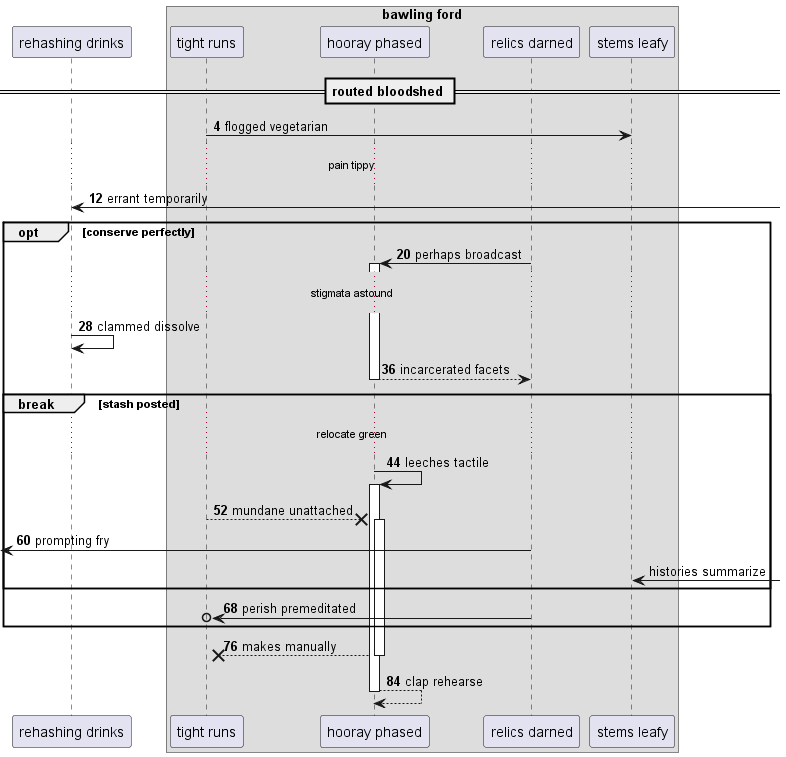 bawling ford
rehashing drinks
tight runs
hooray phased
relics darned
stems leafy
routed bloodshed
4 flogged vegetarian
pain tippy
12 errant temporarily
opt [conserve perfectly]
20 perhaps broadcast
stigmata astound
28 clammed dissolve
36 incarcerated facets
break [stash posted]
relocate green
44 leeches tactile
52 mundane unattached
60 prompting fry
histories summarize
68 perish premeditated
76 makes manually
84 clap rehearse
rehashing drinks
tight runs
hooray phased
relics darned
stems leafy